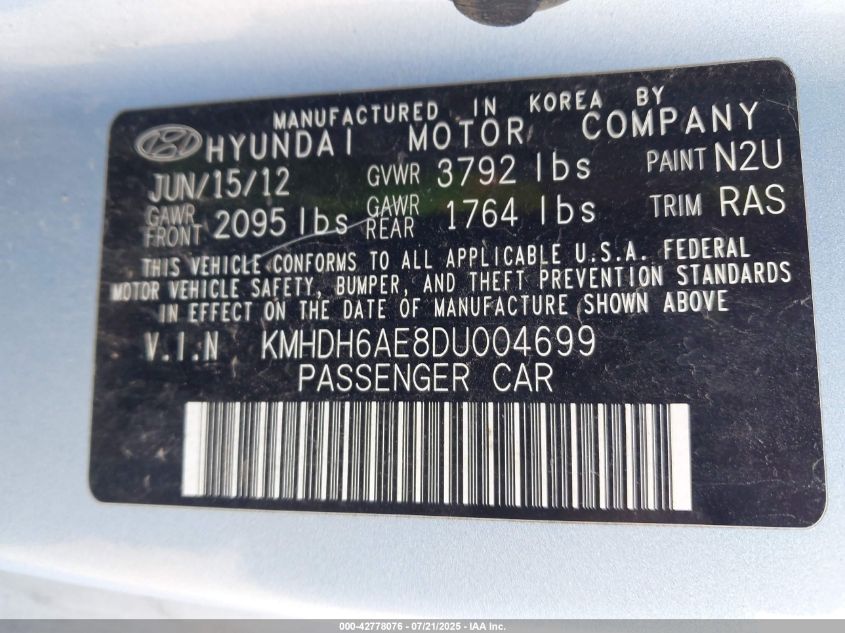 MANUFACTURED IN KOREA BY
HYUNDAI MOTOR COMPANY
JUN/15/12 GVWR 3792 lbs PAINT N2U
GAWR FRONT 2095 lbs GAWR REAR 1764 lbs TRIM RAS
THIS VEHICLE CONFORMS TO ALL APPLICABLE U.S.A. FEDERAL
MOTOR VEHICLE SAFETY, BUMPER, AND THEFT PREVENTION STANDARDS
IN EFFECT ON THE DATE OF MANUFACTURE SHOWN ABOVE
V.I.N KMHDH6AE8DU004699
PASSENGER CAR
000-42778076 - 07/21/2025 - IAA Inc.